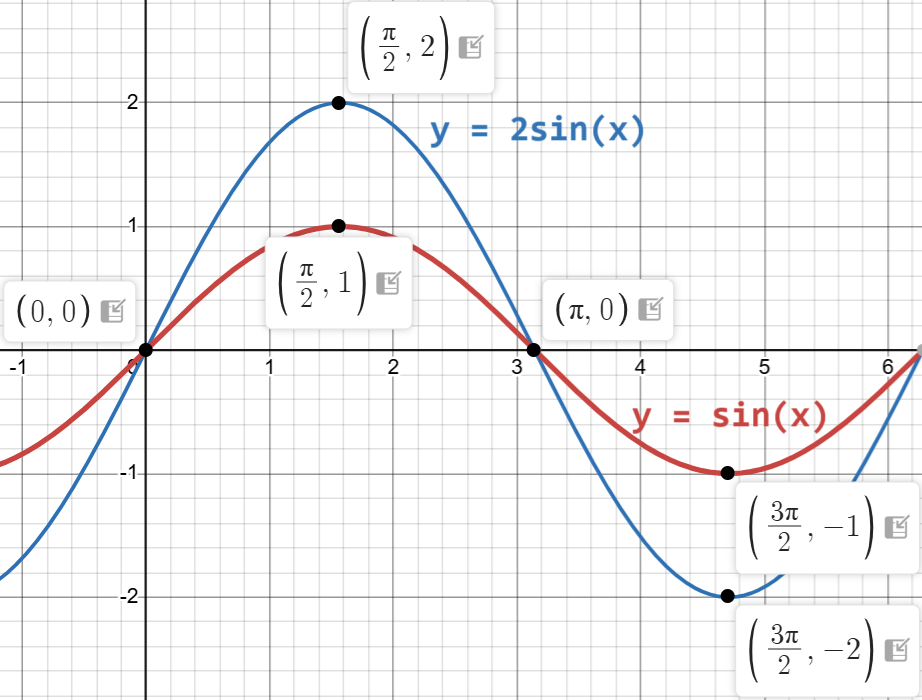 (π/2, 2)
2
y = 2sin(x)
1
(π/2, 1)
(0, 0)
(π, 0)
-1 0 1 2 3 4 5 6
y = sin(x)
-1
(3π/2, −1)
-2
(3π/2, −2)